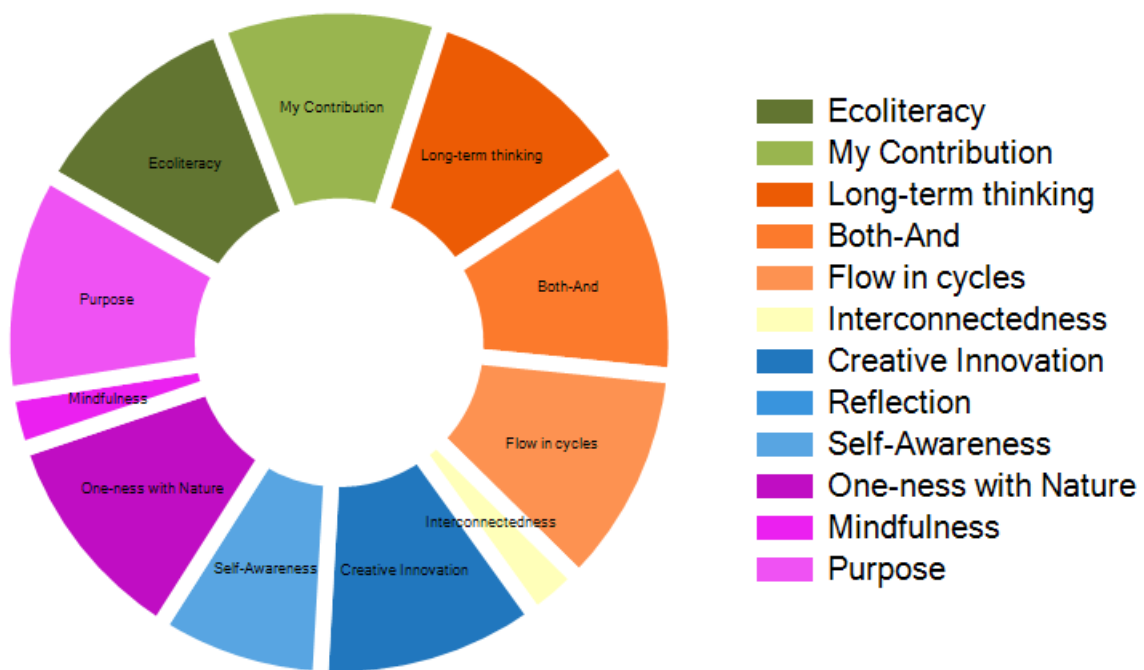 My Contribution
Long-term thinking
Ecoliteracy
Both-And
Purpose
Mindfulness
Flow in cycles
One-ness with Nature
Interconnectedness
Self-Awareness
Creative Innovation
Ecoliteracy
My Contribution
Long-term thinking
Both-And
Flow in cycles
Interconnectedness
Creative Innovation
Reflection
Self-Awareness
One-ness with Nature
Mindfulness
Purpose